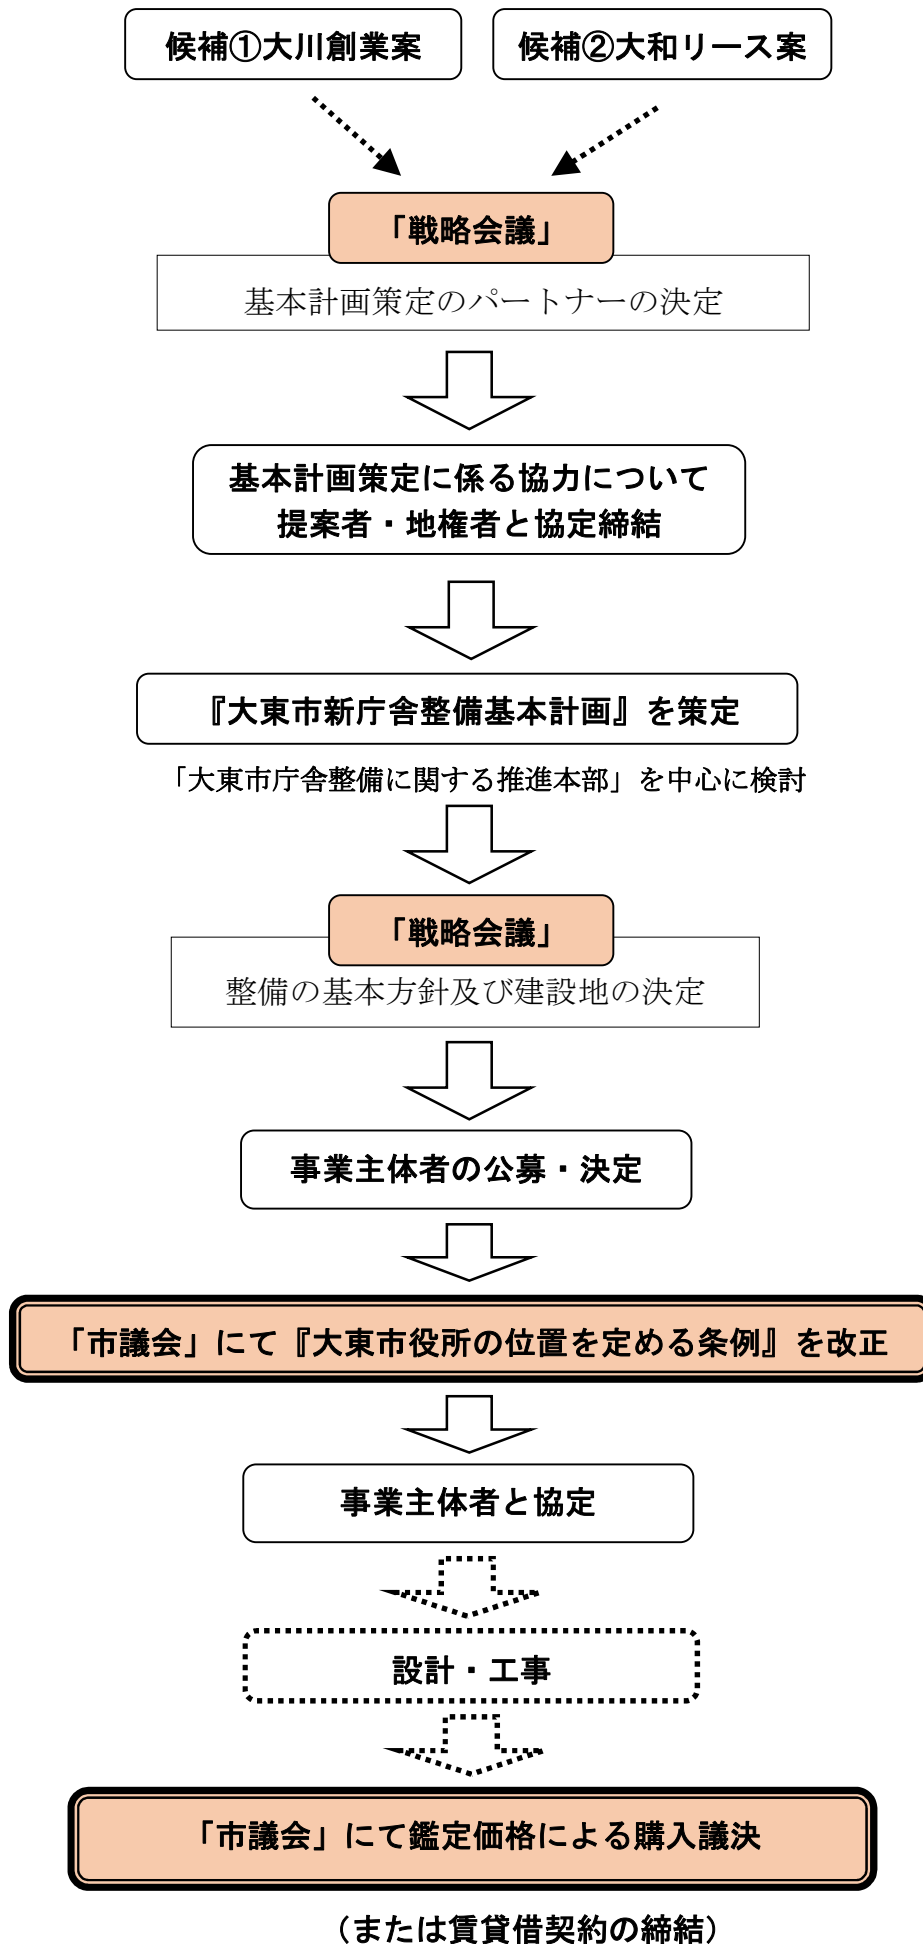 候補①大川創業案
候補②大和リース案
「戦略会議」
基本計画策定のパートナーの決定
基本計画策定に係る協力について
提案者・地権者と協定締結
『大東市新庁舎整備基本計画』を策定
「大東市庁舎整備に関する推進本部」を中心に検討
「戦略会議」
整備の基本方針及び建設地の決定
事業主体者の公募・決定
「市議会」にて『大東市役所の位置を定める条例』を改正
事業主体者と協定
設計・工事
「市議会」にて鑑定価格による購入議決
（または賃貸借契約の締結）